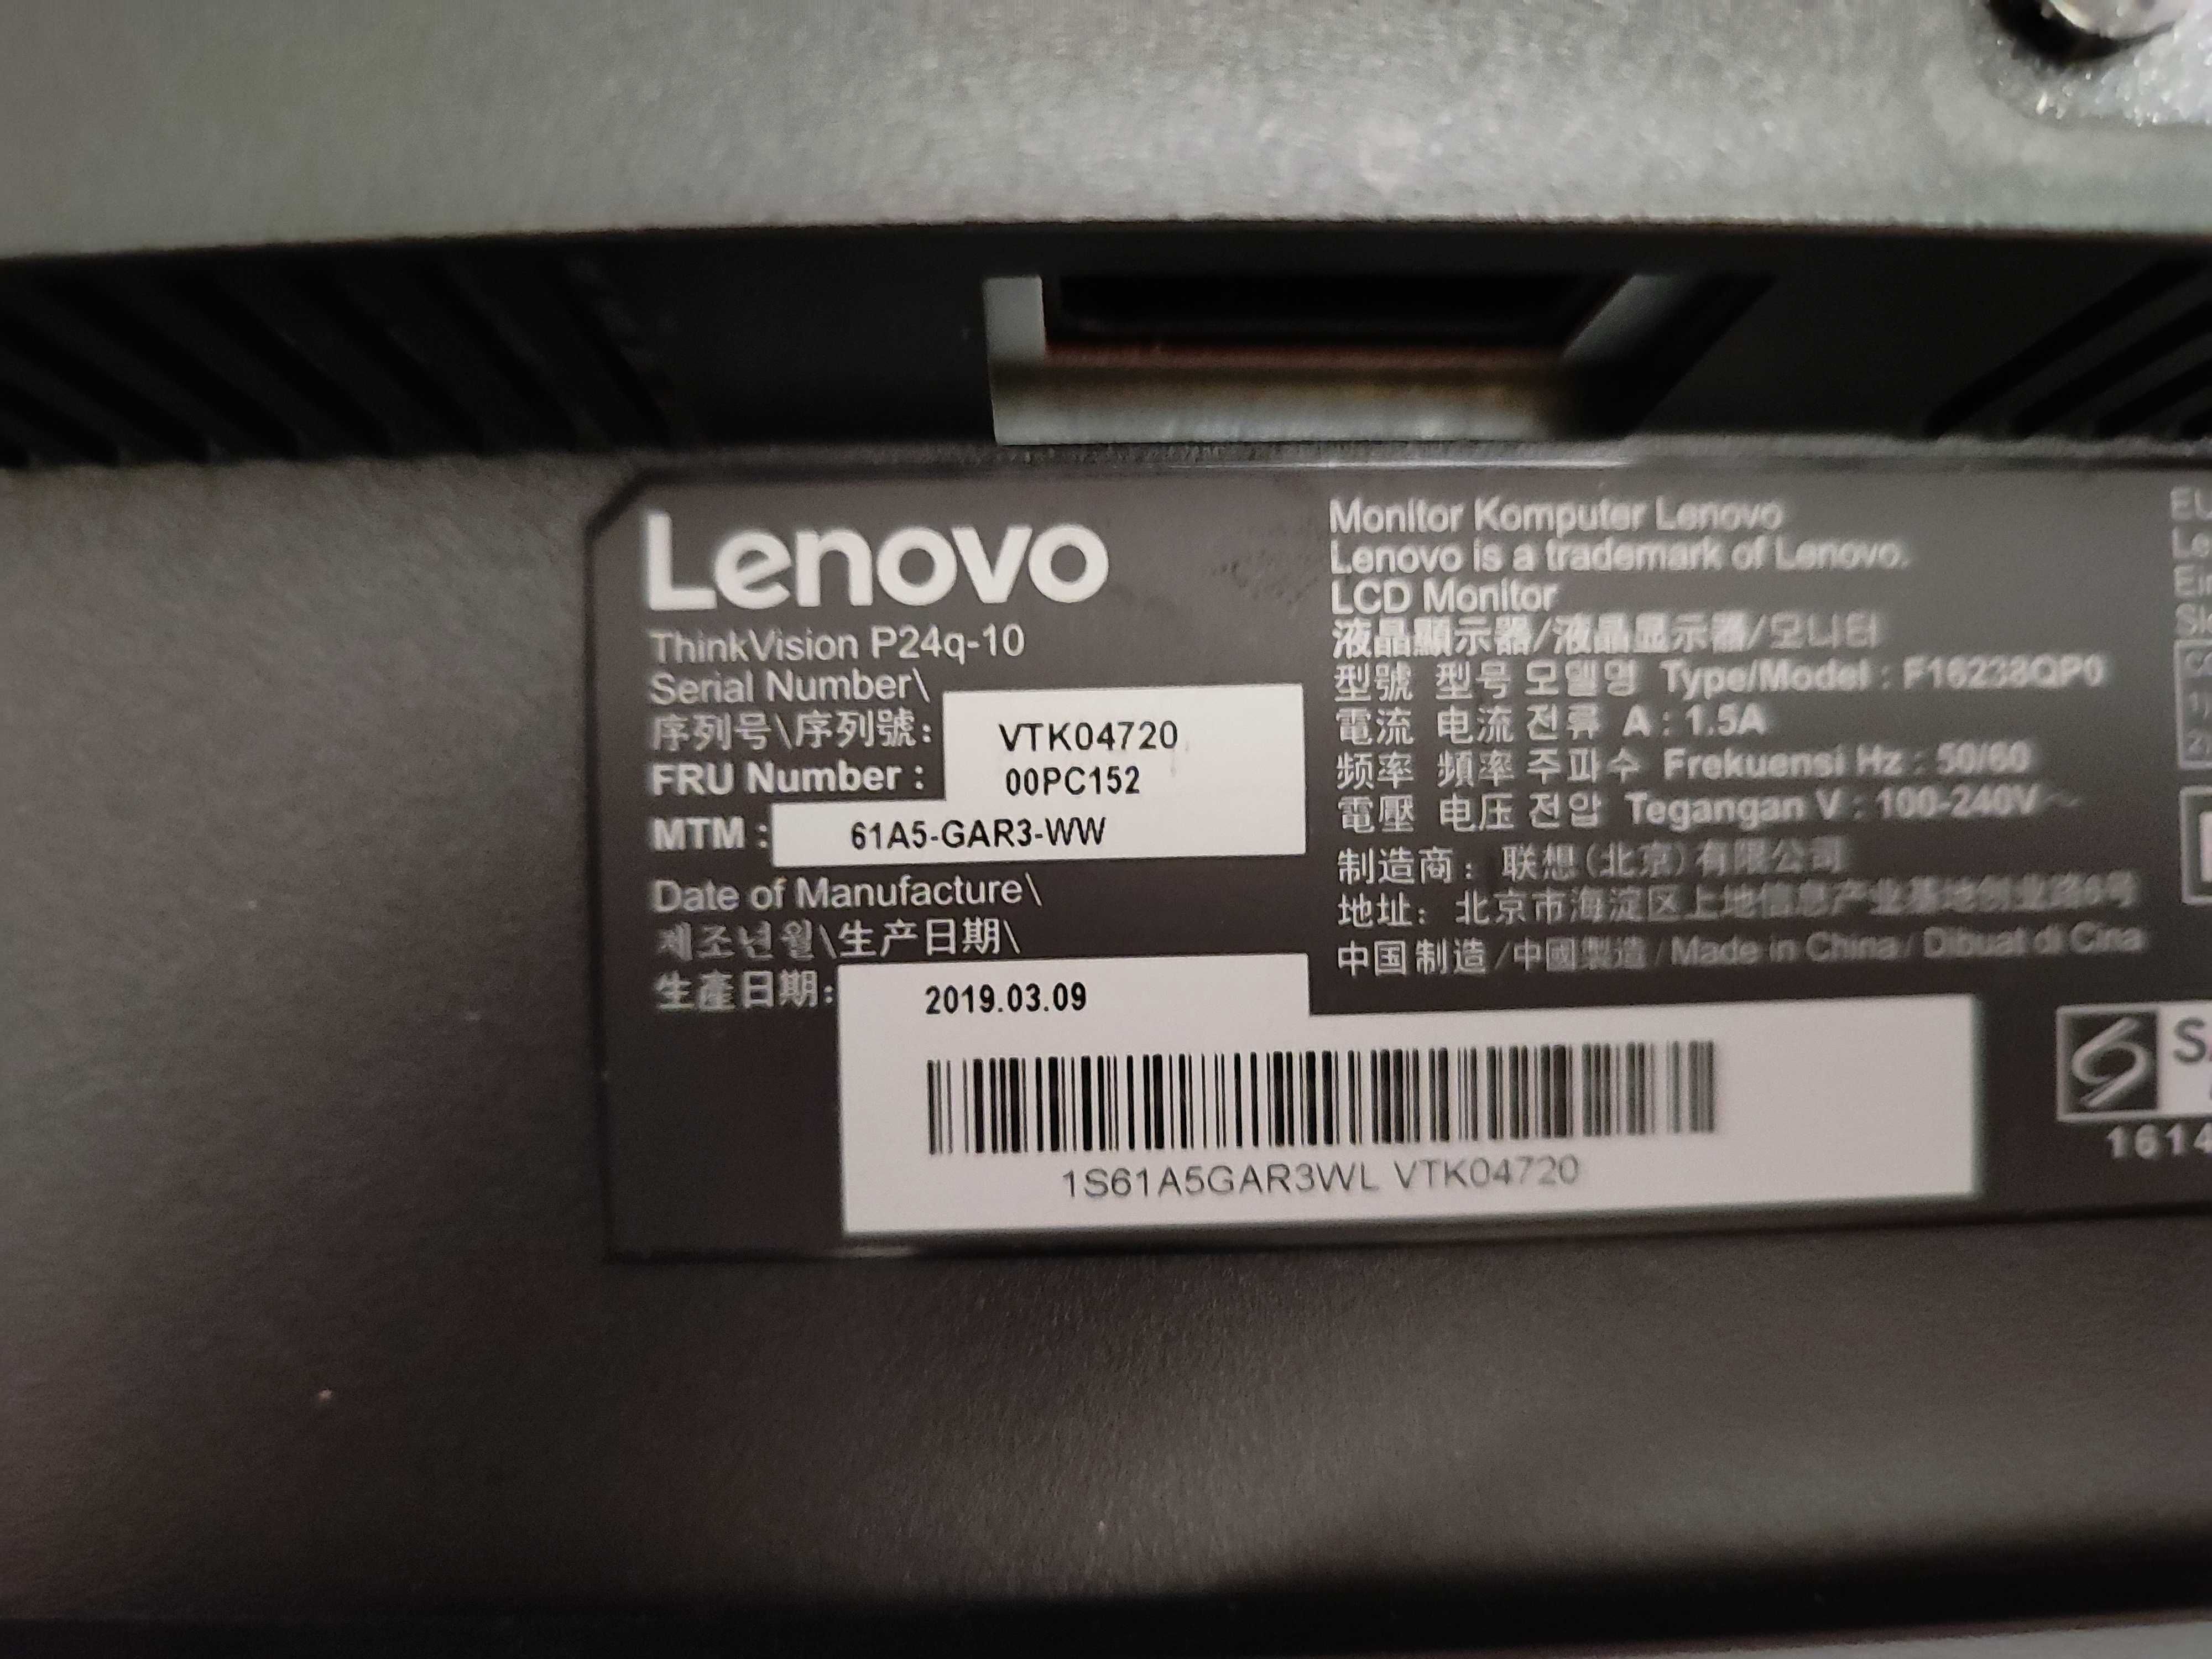 Lenovo
ThinkVision P24q-10
Serial Number\
序列号\序列號: VTK04720
FRU Number : 00PC152
MTM : 61A5-GAR3-WW
Date of Manufacture\
제조년월\生产日期\
生產日期: 2019.03.09
1S61A5GAR3WL VTK04720
Monitor Komputer Lenovo
Lenovo is a trademark of Lenovo.
LCD Monitor
液晶顯示器/液晶显示器/모니터
型號 型号 모델명 Type/Model : F16238QP0
電流 电流 전류 A : 1.5A
频率 頻率 주파수 Frekuensi Hz : 50/60
電壓 电压 전압 Tegangan V : 100-240V~
制造商: 联想(北京)有限公司
地址: 北京市海淀区上地信息产业基地创业路6号
中国制造/中國製造/Made in China/Dibuat di Cina
1614